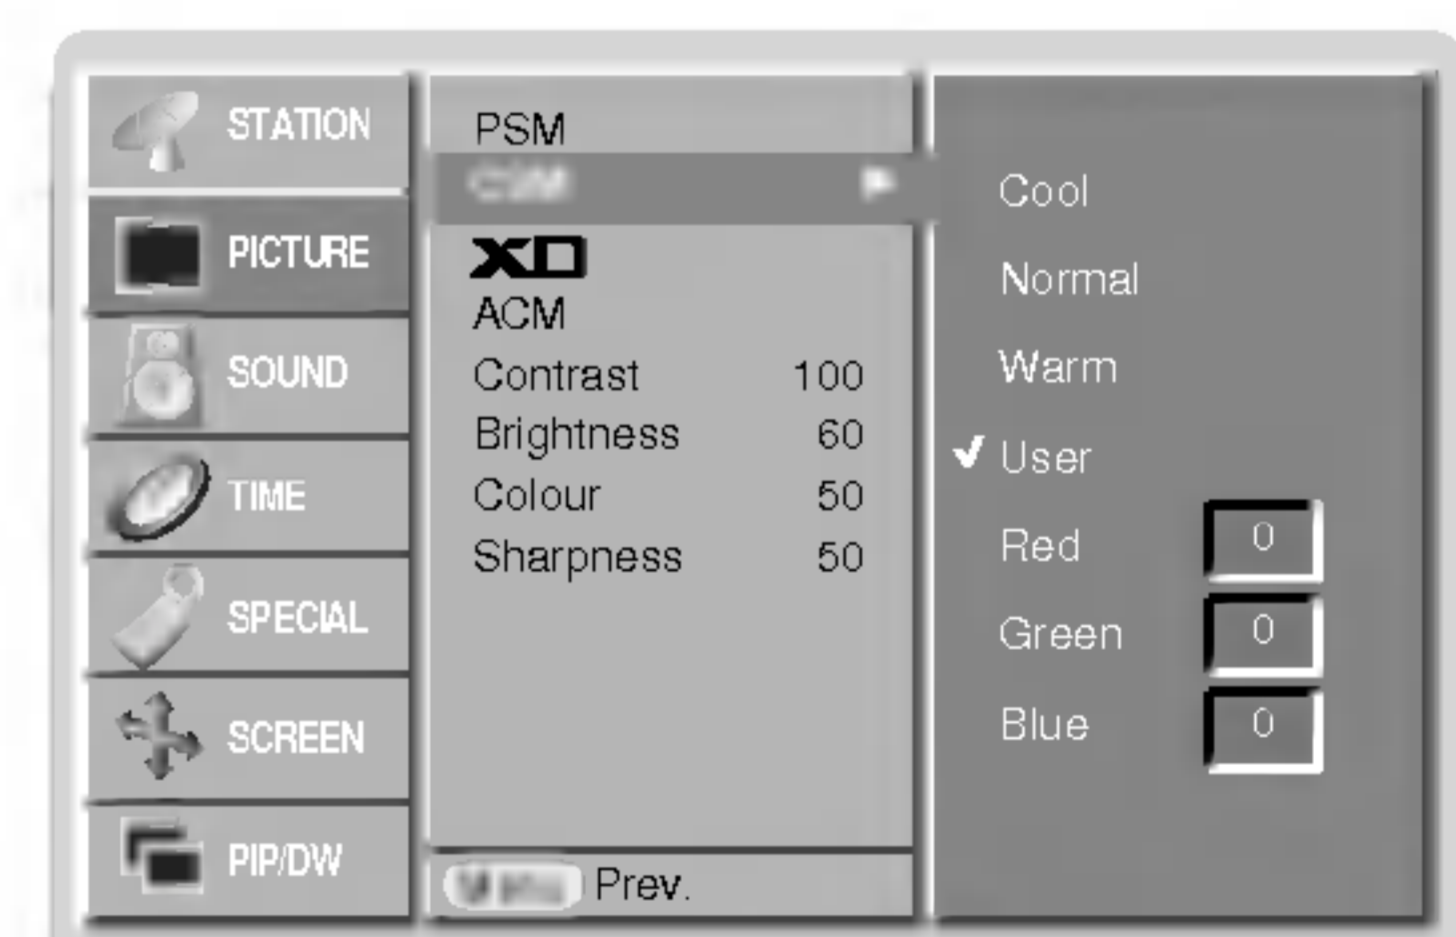 STATION
PICTURE
SOUND
TIME
SPECIAL
SCREEN
PIP/DW
PSM
CSM
XD
ACM
Contrast 100
Brightness 60
Colour 50
Sharpness 50
Prev.
Cool
Normal
Warm
✔ User
Red 0
Green 0
Blue 0